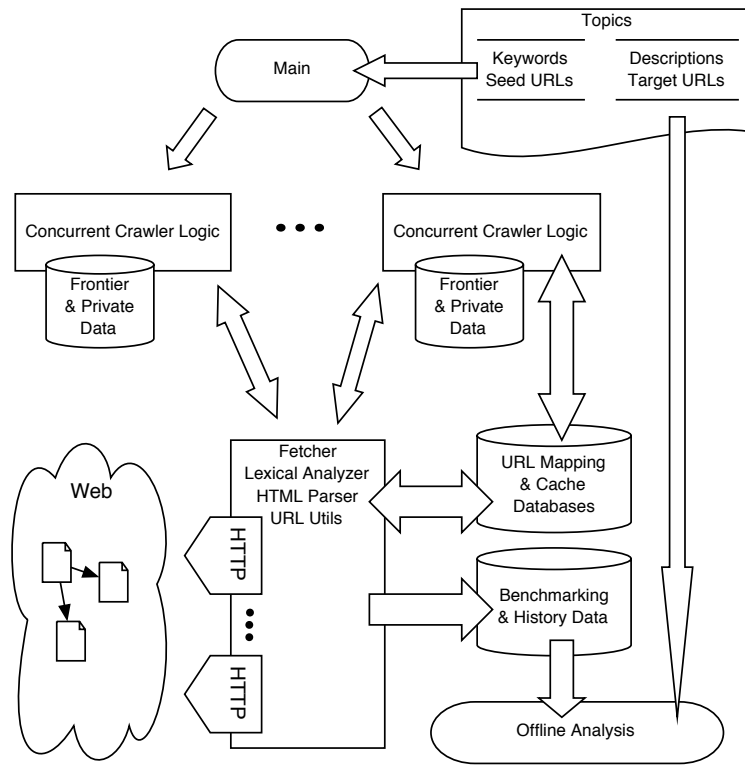 Topics
Keywords
Seed URLs
Descriptions
Target URLs
Main
Concurrent Crawler Logic
Concurrent Crawler Logic
Frontier
& Private
Data
Frontier
& Private
Data
Fetcher
Lexical Analyzer
HTML Parser
URL Utils
URL Mapping
& Cache
Databases
Web
HTTP
HTTP
Benchmarking
& History Data
Offline Analysis